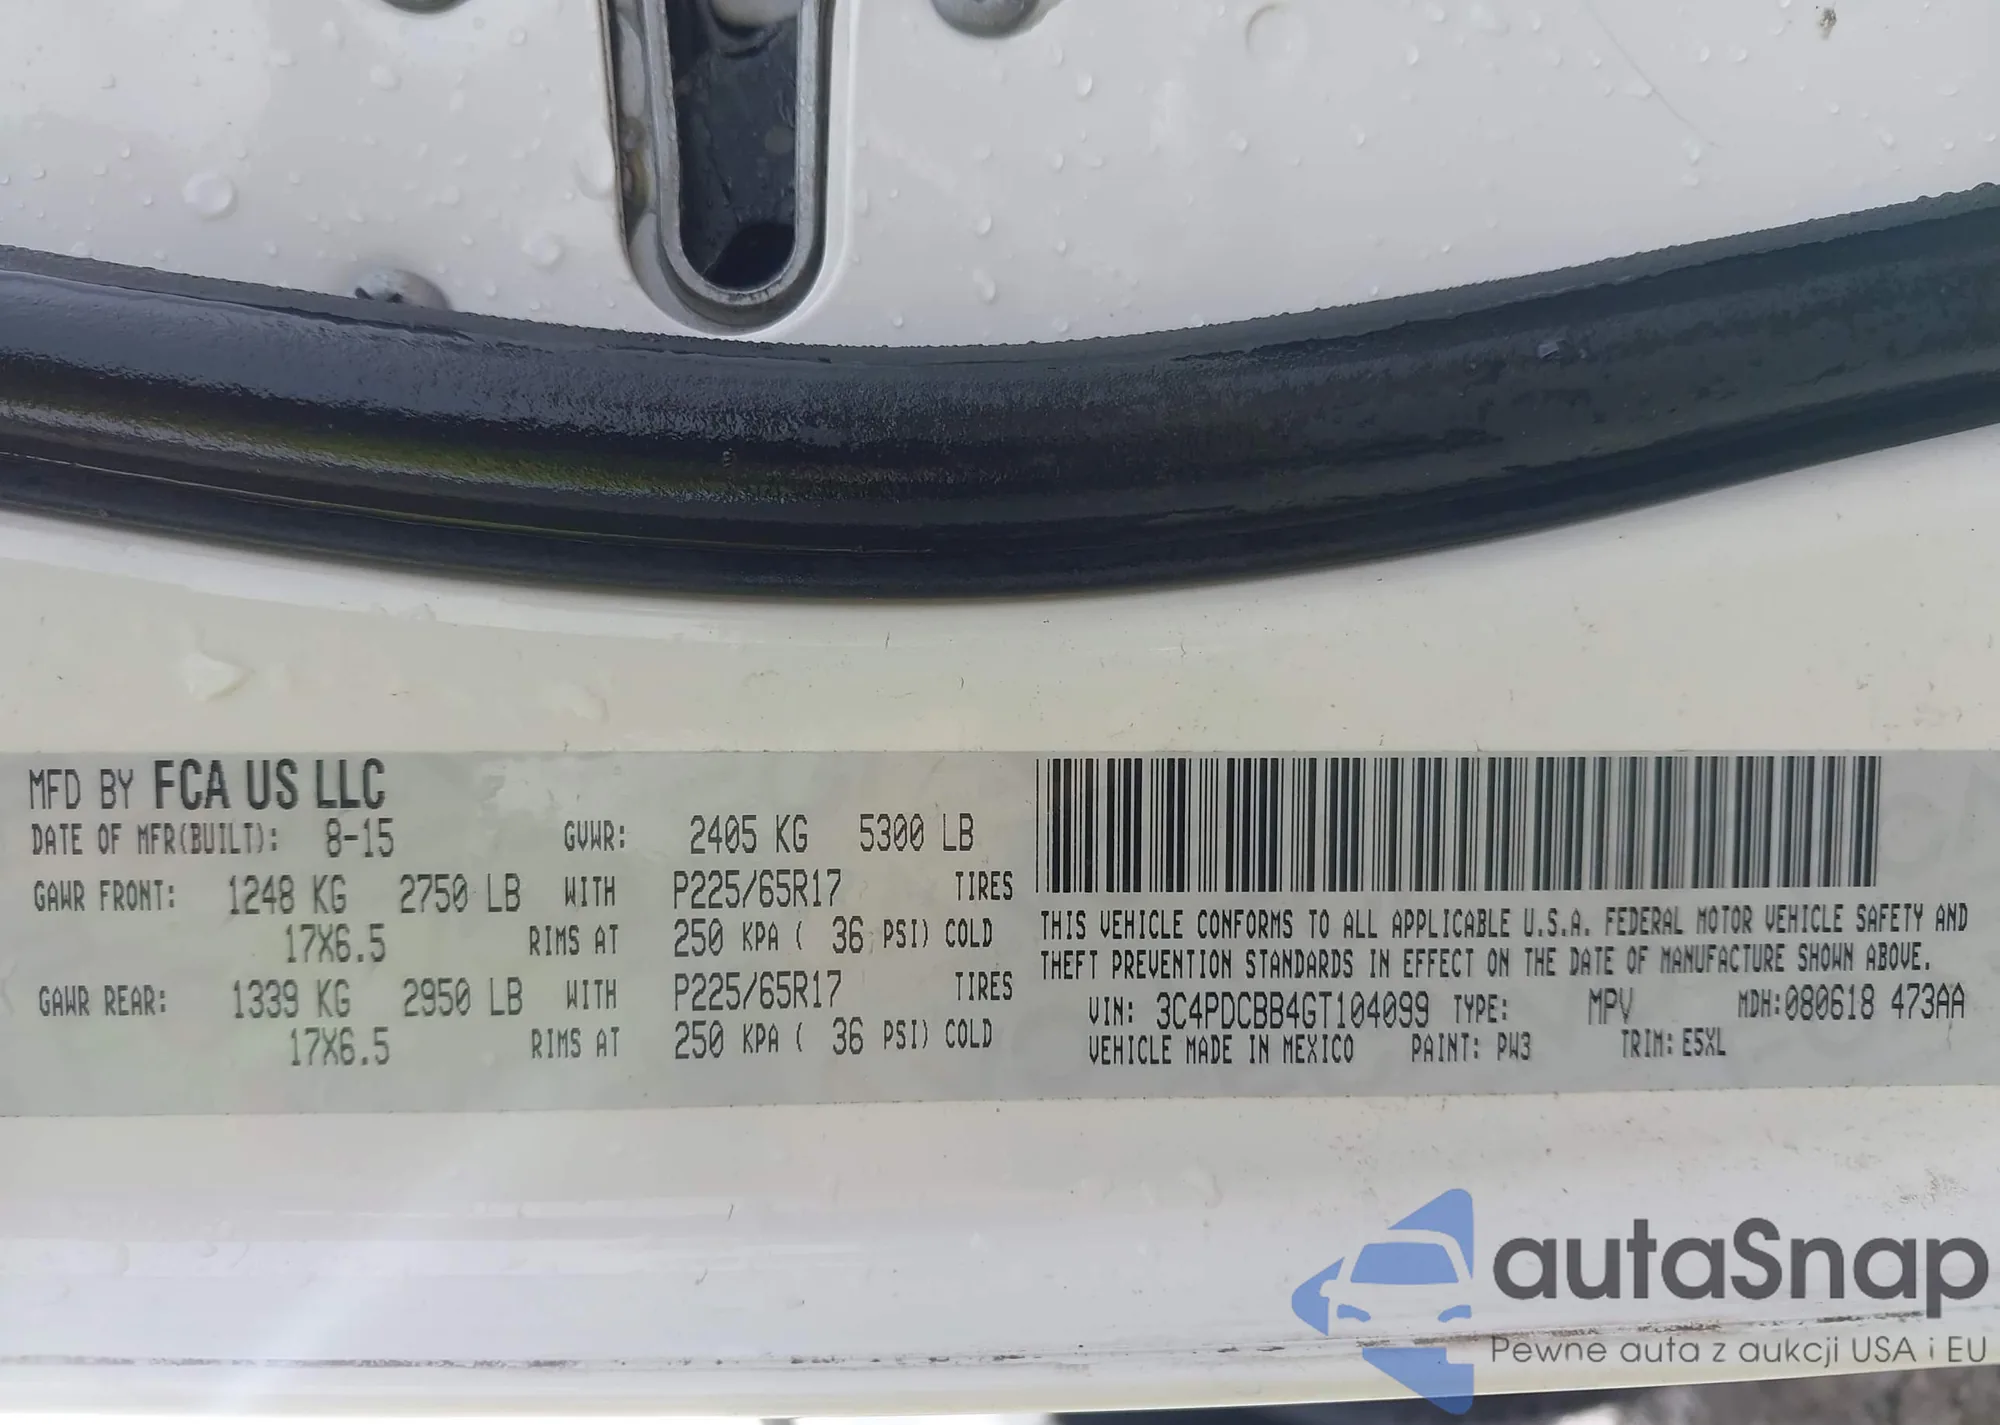 MFD BY FCA US LLC
DATE OF MFR(BUILT): 8-15 GVWR: 2405 KG 5300 LB
GAWR FRONT: 1248 KG 2750 LB WITH P225/65R17 TIRES
17X6.5 RIMS AT 250 KPA ( 36 PSI) COLD
GAWR REAR: 1339 KG 2950 LB WITH P225/65R17 TIRES
17X6.5 RIMS AT 250 KPA ( 36 PSI) COLD
THIS VEHICLE CONFORMS TO ALL APPLICABLE U.S.A. FEDERAL MOTOR VEHICLE SAFETY AND
THEFT PREVENTION STANDARDS IN EFFECT ON THE DATE OF MANUFACTURE SHOWN ABOVE.
VIN: 3C4PDCBB4GT104099 TYPE: MPV MDH:080618 473AA
VEHICLE MADE IN MEXICO PAINT: PW3 TRIM: E5XL
autaSnap
Pewne auta z aukcji USA i EU